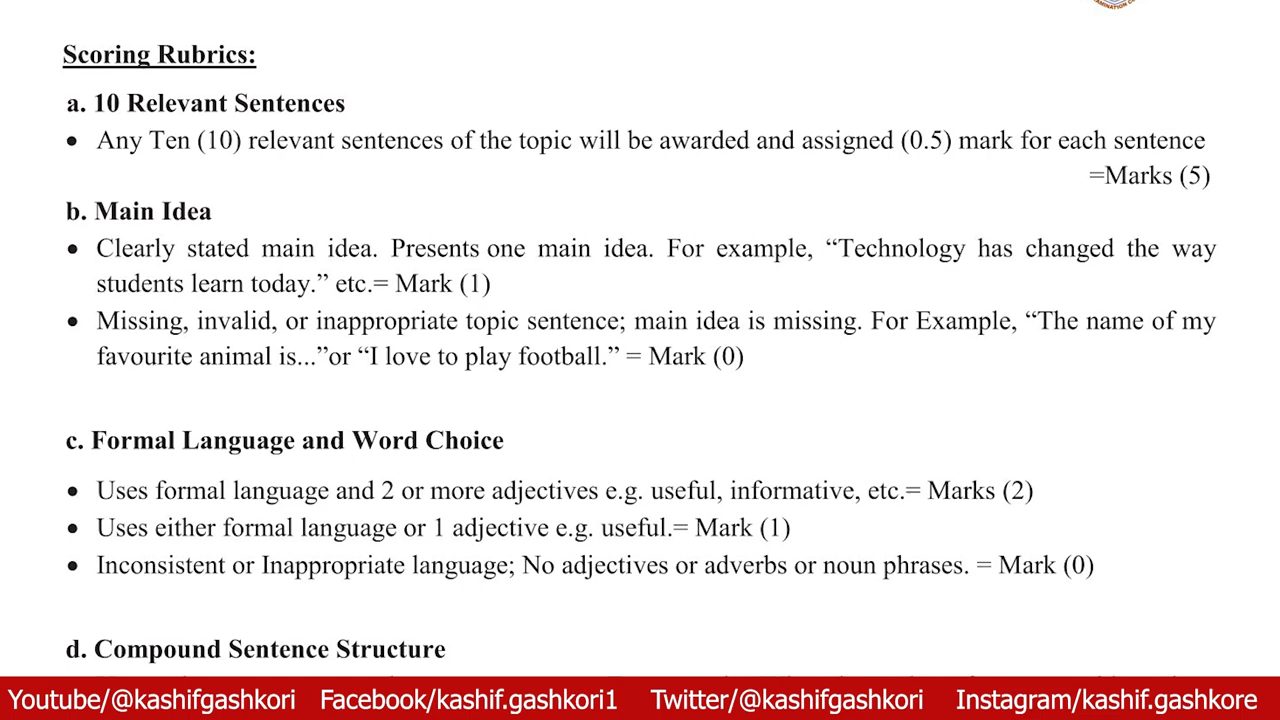 Scoring Rubrics:
a. 10 Relevant Sentences
• Any Ten (10) relevant sentences of the topic will be awarded and assigned (0.5) mark for each sentence
=Marks (5)
b. Main Idea
• Clearly stated main idea. Presents one main idea. For example, “Technology has changed the way
students learn today.” etc.= Mark (1)
• Missing, invalid, or inappropriate topic sentence; main idea is missing. For Example, “The name of my
favourite animal is...”or “I love to play football.” = Mark (0)
c. Formal Language and Word Choice
• Uses formal language and 2 or more adjectives e.g. useful, informative, etc.= Marks (2)
• Uses either formal language or 1 adjective e.g. useful.= Mark (1)
• Inconsistent or Inappropriate language; No adjectives or adverbs or noun phrases. = Mark (0)
d. Compound Sentence Structure
Youtube/@kashifgashkori Facebook/kashif.gashkori1 Twitter/@kashifgashkori Instagram/kashif.gashkore